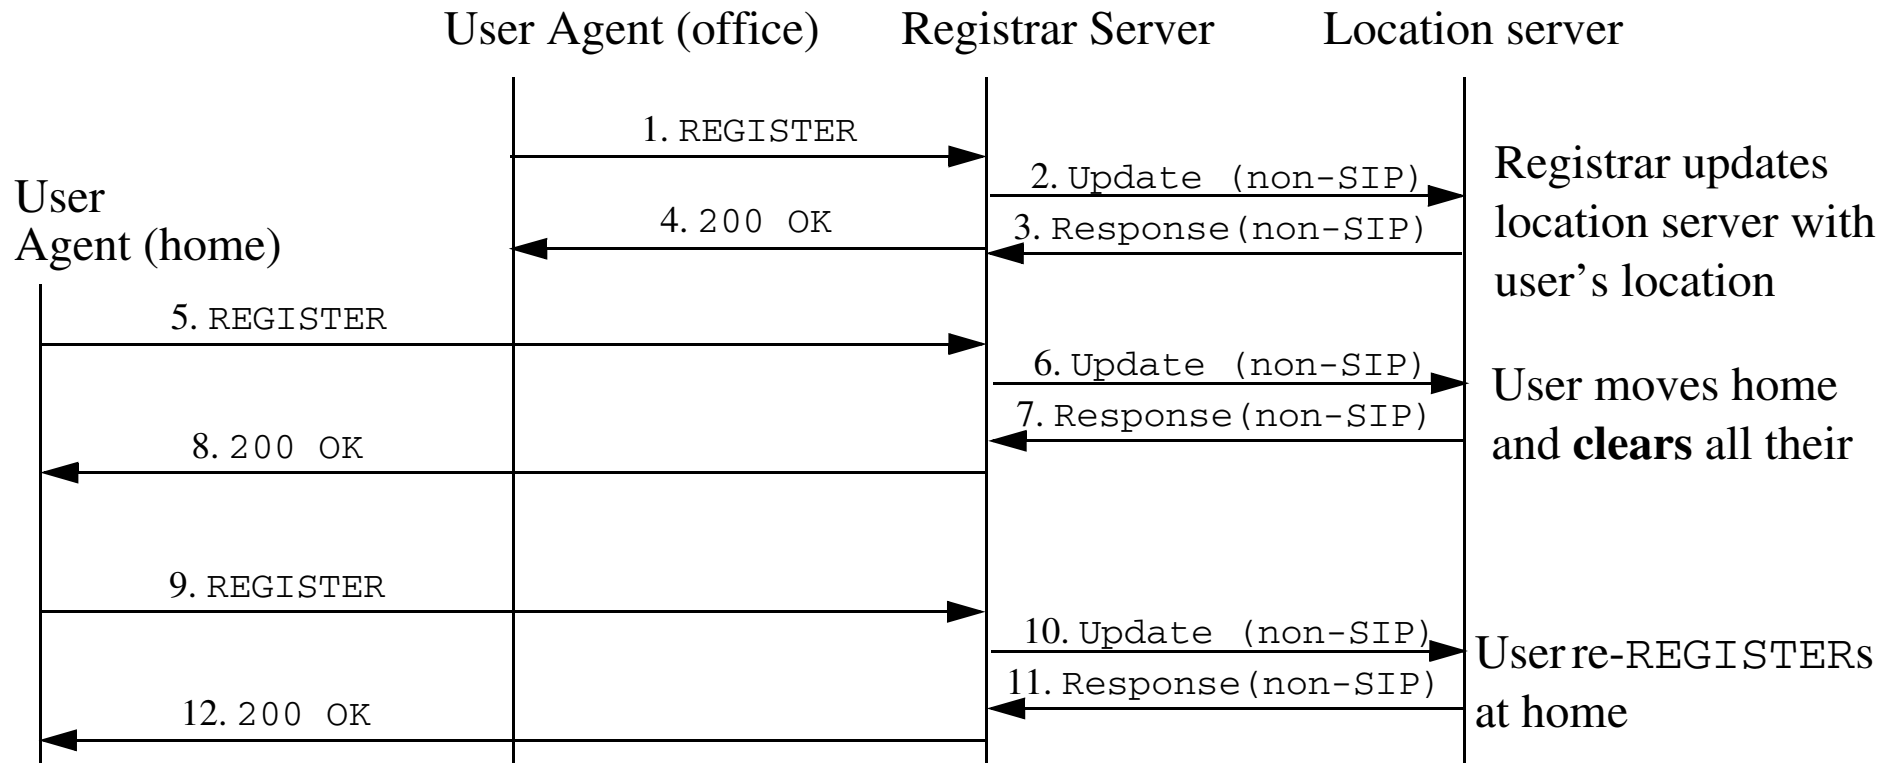 User Agent (office) Registrar Server Location server
1. REGISTER
2. Update (non-SIP)
3. Response(non-SIP)
4. 200 OK
Registrar updates
location server with
user's location
User
Agent (home)
5. REGISTER
6. Update (non-SIP)
7. Response(non-SIP)
8. 200 OK
User moves home
and clears all their
9. REGISTER
10. Update (non-SIP)
11. Response(non-SIP)
12. 200 OK
User re-REGISTERs
at home